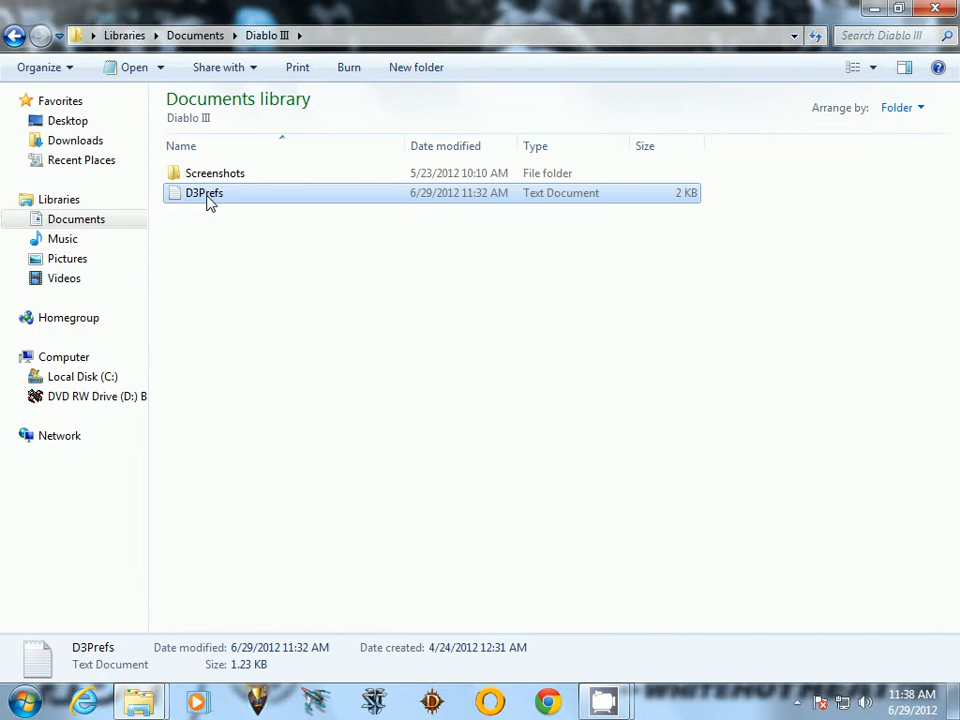 Libraries Documents Diablo III
Search Diablo III
Organize Open Share with Print Burn New folder
Favorites
Desktop
Downloads
Recent Places
Libraries
Documents
Music
Pictures
Videos
Homegroup
Computer
Local Disk (C:)
DVD RW Drive (D:) B
Network
Documents library
Diablo III
Arrange by: Folder
Name Date modified Type Size
Screenshots 5/23/2012 10:10 AM File folder
D3Prefs 6/29/2012 11:32 AM Text Document 2 KB
D3Prefs Date modified: 6/29/2012 11:32 AM Date created: 4/24/2012 12:31 AM
Text Document Size: 1.23 KB
11:38 AM
6/29/2012